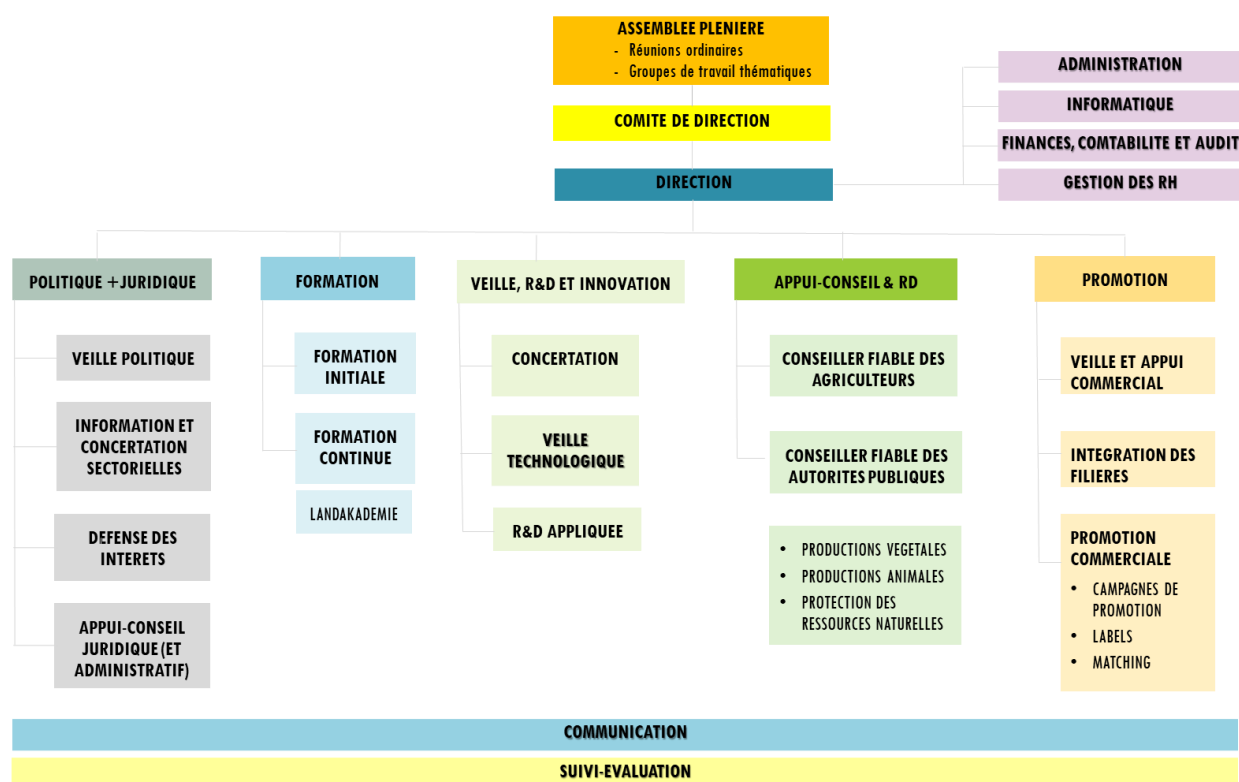 ASSEMBLEE PLENIERE
- Réunions ordinaires
- Groupes de travail thématiques
COMITE DE DIRECTION
DIRECTION
ADMINISTRATION
INFORMATIQUE
FINANCES, COMTABILITE ET AUDIT
GESTION DES RH
POLITIQUE + JURIDIQUE
VEILLE POLITIQUE
INFORMATION ET
CONCERTATION
SECTORIELLES
DEFENSE DES
INTERETS
APPUI-CONSEIL
JURIDIQUE (ET
ADMINISTRATIF)
FORMATION
FORMATION
INITIALE
FORMATION
CONTINUE
LANDAKADEMIE
VEILLE, R&D ET INNOVATION
CONCERTATION
VEILLE
TECHNOLOGIQUE
R&D APPLIQUEE
APPUI-CONSEIL & RD
CONSEILLER FIABLE DES
AGRICULTEURS
CONSEILLER FIABLE DES
AUTORITES PUBLIQUES
• PRODUCTIONS VEGETALES
• PRODUCTIONS ANIMALES
• PROTECTION DES
RESSOURCES NATURELLES
PROMOTION
VEILLE ET APPUI
COMMERCIAL
INTEGRATION DES
FILIERES
PROMOTION
COMMERCIALE
• CAMPAGNES DE
PROMOTION
• LABELS
• MATCHING
COMMUNICATION
SUIVI-EVALUATION